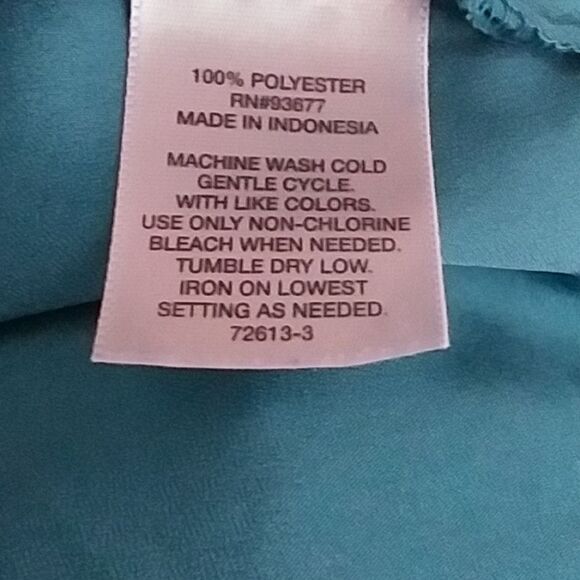 100% POLYESTER
RN#93677
MADE IN INDONESIA
MACHINE WASH COLD
GENTLE CYCLE.
WITH LIKE COLORS.
USE ONLY NON-CHLORINE
BLEACH WHEN NEEDED.
TUMBLE DRY LOW.
IRON ON LOWEST
SETTING AS NEEDED.
72613-3